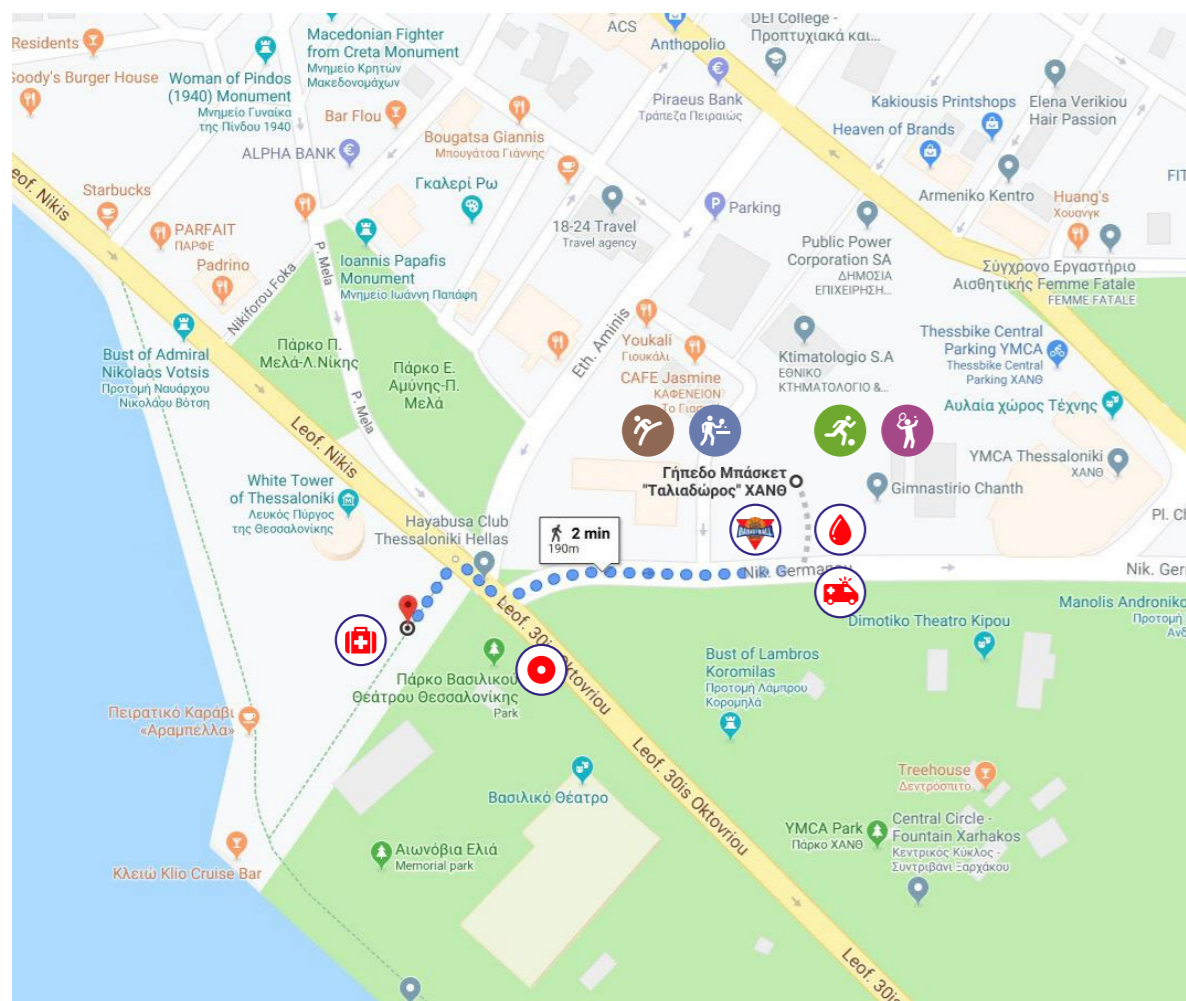 Residents
Goody's Burger House
Woman of Pindos
(1940) Monument
Μνημείο Γυναίκα
της Πίνδου 1940
Macedonian Fighter
from Creta Monument
Μνημείο Κρητών
Μακεδονομάχων
Bar Flou
ALPHA BANK
Bougatsa Giannis
Μπουγάτσα Γιάννης
Γκαλερί Ρω
ACS
Anthopolio
DEI College -
Προπτυχιακά και...
Piraeus Bank
Τράπεζα Πειραιώς
Kakiousis Printshops
Elena Verikiou
Hair Passion
Heaven of Brands
Armeniko Kentro
FIT
Huang's
Χουανγκ
Leof. Nikis
Starbucks
PARFAIT
ΠΑΡΦΕ
Padrino
P. Mela
Nikiforou Foka
Ioannis Papafis
Monument
Μνημείο Ιωάννη Παπάφη
18-24 Travel
Travel agency
Parking
Public Power
Corporation SA
ΔΗΜΟΣΙΑ
ΕΠΙΧΕΙΡΗΣΗ...
Σύγχρονο Εργαστήριο
Αισθητικής Femme Fatale
FEMME FATALE
Bust of Admiral
Nikolaos Votsis
Προτομή Ναυάρχου
Νικολάου Βότση
Πάρκο Π.
Μελά-Λ.Νίκης
Πάρκο Ε.
Αμύνης-Π.
Μελά
P. Mela
Eth. Aminis
Youkali
Γιουκάλι
CAFE Jasmine
ΚΑΦΕΝΕΙΟΝ
Ktimatologio S.A
ΕΘΝΙΚΟ
ΚΤΗΜΑΤΟΛΟΓΙΟ &...
Thessbike Central
Parking YMCA
Thessbike Central
Parking ΧΑΝΘ
Αυλαία χώρος Τέχνης
Leof. Nikis
White Tower
of Thessaloniki
Λευκός Πύργος
της Θεσσαλονίκης
Hayabusa Club
Thessaloniki Hellas
2 min
190m
Γήπεδο Μπάσκετ
"Ταλιαδώρος" ΧΑΝΘ
BASKETBALL
Gimnastirio Chanth
YMCA Thessaloniki
ΧΑΝΘ
Pl. Ch
Nik. Germanou
Nik. Ger
Leof. 30is Oktovriou
Dimotiko Theatro Kipou
Manolis Androniko
Προτομή
Ανδ
Πάρκο Βασιλικού
Θεάτρου Θεσσαλονίκης
Park
Bust of Lambros
Koromilas
Προτομή Λάμπρου
Κορομηλά
Πειρατικό Καράβι
«Αραμπέλλα»
Βασιλικό Θέατρο
Leof. 30is Oktovriou
Treehouse
Δεντρόσπιτο
YMCA Park
Πάρκο ΧΑΝΘ
Central Circle -
Fountain Xarhakos
Κεντρικός Κύκλος -
Συντριβάνι Ξαρχάκου
Κλειώ Klio Cruise Bar
Αιωνόβια Ελιά
Memorial park
Leof. 30is